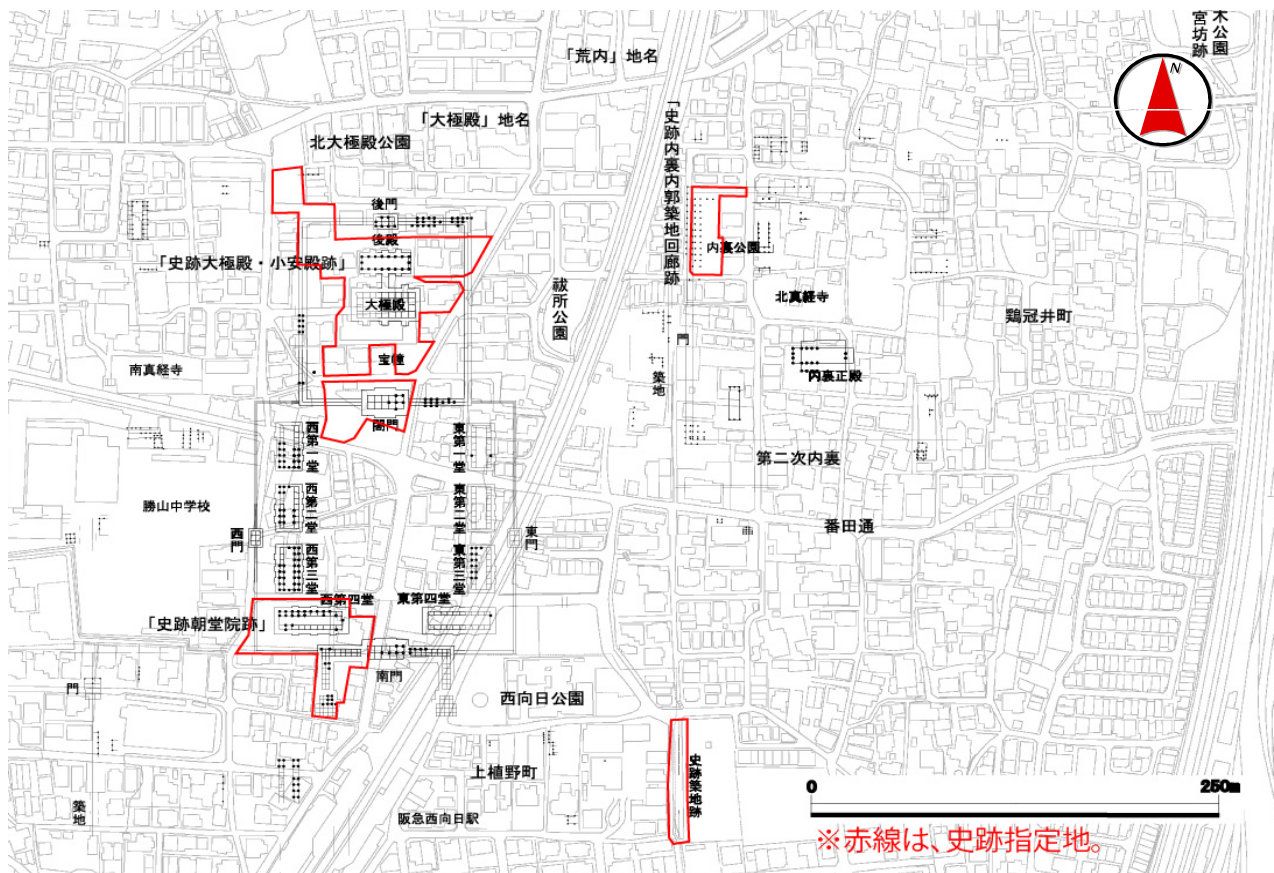 木公園
宮坊跡
N
「荒内」地名
「大極殿」地名
北大極殿公園
「史跡内裏内郭築地回廊跡
後門
後殿
「史跡大極殿・小安殿跡」
内裏公園
祓所公園
大極殿
北真経寺
鶏冠井町
門
宝幢
南真経寺
築地
内裏正殿
閤門
西第一堂
東第一堂
第二次内裏
西第二堂
東第二堂
勝山中学校
番田通
西門
東門
西第三堂
東第三堂
西第四堂
東第四堂
「史跡朝堂院跡」
南門
門
西向日公園
上植野町
史跡築地跡
築地
阪急西向日駅
0
250m
※赤線は、史跡指定地。